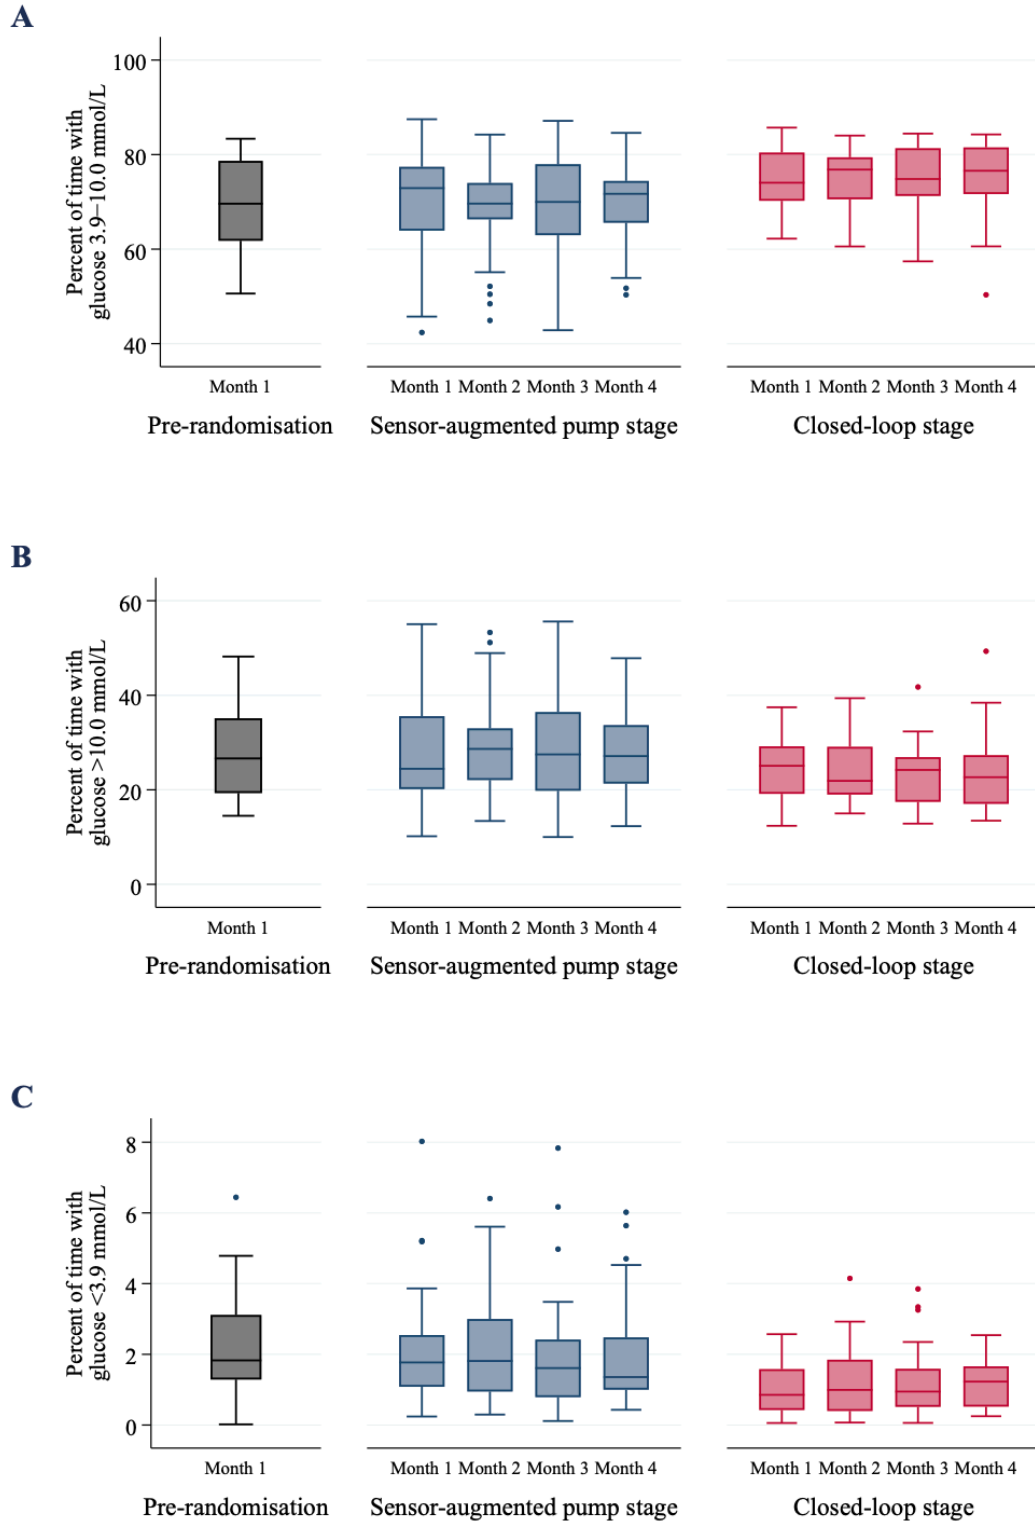 A
Percent of time with
glucose 3.9–10.0 mmol/L
100
80
60
40
Month 1
Month 1 Month 2 Month 3 Month 4
Month 1 Month 2 Month 3 Month 4
Pre-randomisation
Sensor-augmented pump stage
Closed-loop stage
B
Percent of time with
glucose >10.0 mmol/L
60
40
20
0
Month 1
Month 1 Month 2 Month 3 Month 4
Month 1 Month 2 Month 3 Month 4
Pre-randomisation
Sensor-augmented pump stage
Closed-loop stage
C
Percent of time with
glucose <3.9 mmol/L
8
6
4
2
0
Month 1
Month 1 Month 2 Month 3 Month 4
Month 1 Month 2 Month 3 Month 4
Pre-randomisation
Sensor-augmented pump stage
Closed-loop stage